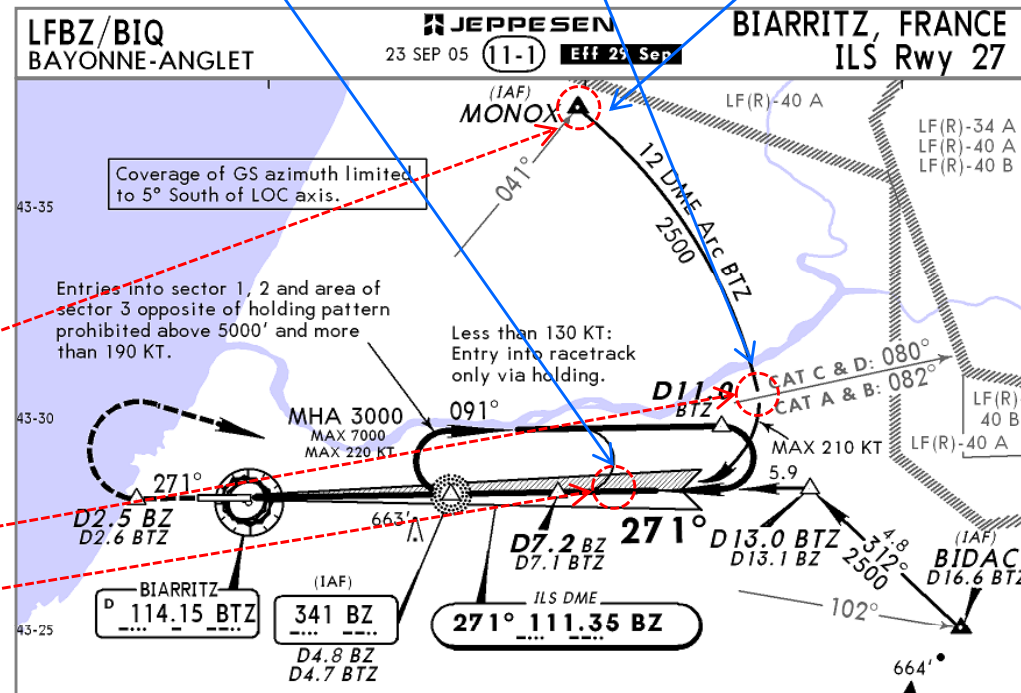 LFBZ/BIQ
BAYONNE-ANGLET
JEPPESEN
23 SEP 05
11-1
Eff 29 Sep
BIARRITZ, FRANCE
ILS Rwy 27
(IAF)
MONOX
LF(R)-40 A
LF(R)-34 A
LF(R)-40 A
LF(R)-40 B
Coverage of GS azimuth limited
to 5° South of LOC axis.
041°
12 DME Arc BTZ
2500
43-35
Entries into sector 1, 2 and area of
sector 3 opposite of holding pattern
prohibited above 5000' and more
than 190 KT.
Less than 130 KT:
Entry into racetrack
only via holding.
CAT C & D: 080°
CAT A & B: 082°
D11.0
BTZ
43-30
MHA 3000
MAX 7000
MAX 220 KT
091°
LF(R)
40 B
LF(R)-40 A
MAX 210 KT
271°
5.9
D2.5 BZ
D2.6 BTZ
663'
D7.2 BZ
D7.1 BTZ
271°
D13.0 BTZ
D13.1 BZ
4.8
312°
2500
(IAF)
BIDAC
D16.6 BTZ
BIARRITZ
D 114.15 BTZ
(IAF)
341 BZ
D4.8 BZ
D4.7 BTZ
ILS DME
271° 111.35 BZ
102°
43-25
664'